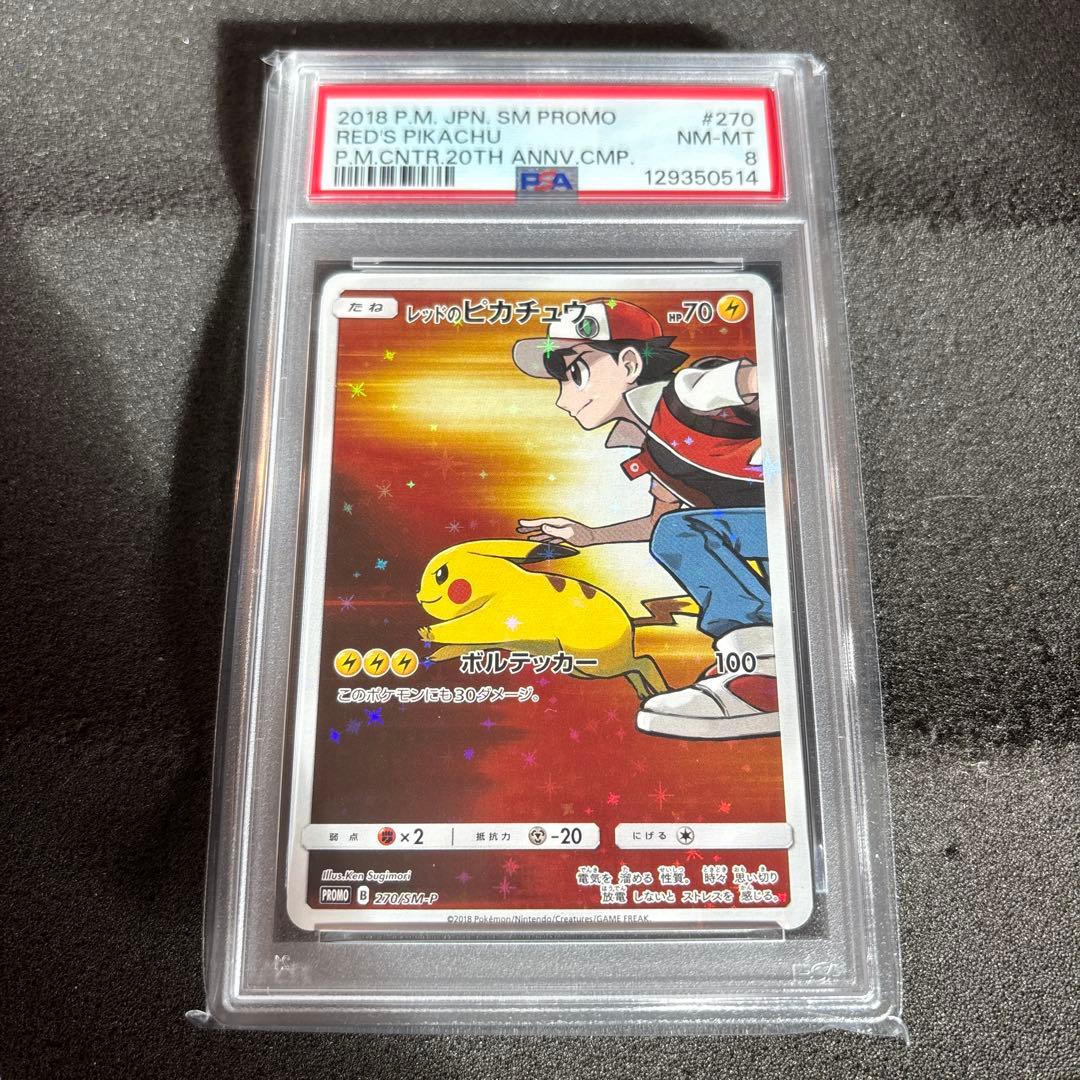 2018 P.M. JPN. SM PROMO #270
RED'S PIKACHU NM-MT
P.M.CNTR.20TH ANNV.CMP. 8
PSA 129350514
たね レッドのピカチュウ HP70
ボルテッカー 100
このポケモンにも30ダメージ。
弱点 ×2 抵抗力 -20 にげる
Illus.Ken Sugimori
電気を 溜める 性質。 時々 思い切り
放電 しないと ストレスを 感じる。
PROMO B 270/SM-P
©2018 Pokémon/Nintendo/Creatures/GAME FREAK.